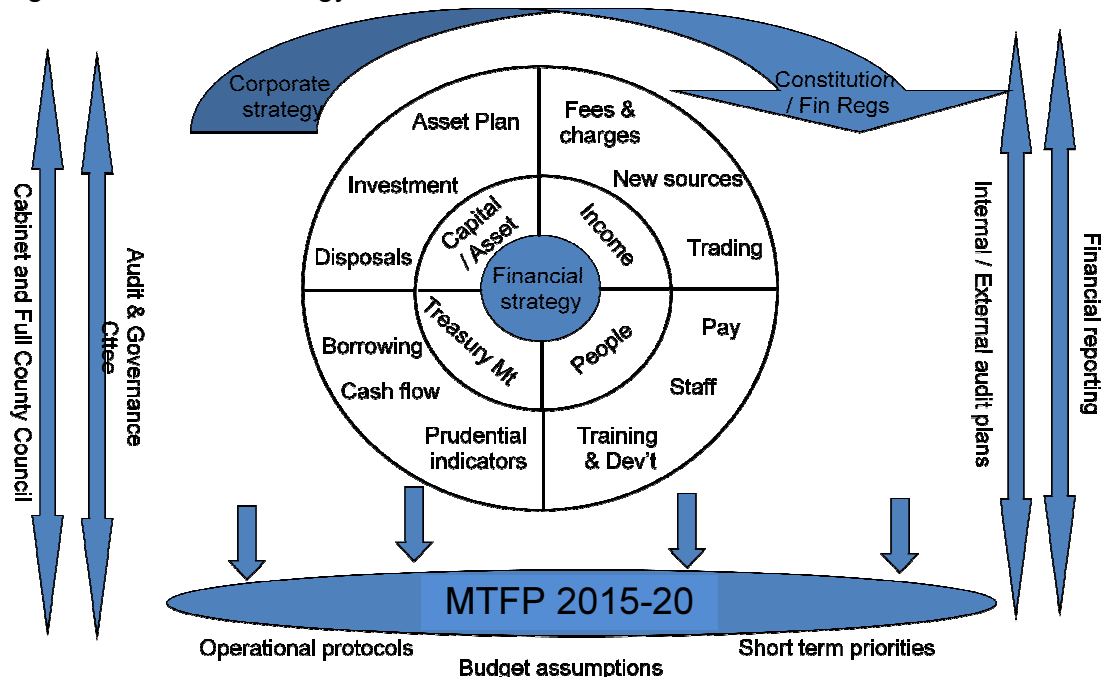 Corporate
strategy
Constitution
/ Fin Regs
Asset Plan
Investment
Disposals
Fees &
charges
New sources
Trading
Capital
/ Asset
Income
Financial
strategy
Treasury Mt
People
Borrowing
Cash flow
Prudential
indicators
Pay
Staff
Training
& Dev't
Cabinet and Full County Council
Audit & Governance
Cttee
Internal / External audit plans
Financial reporting
MTFP 2015-20
Operational protocols
Budget assumptions
Short term priorities